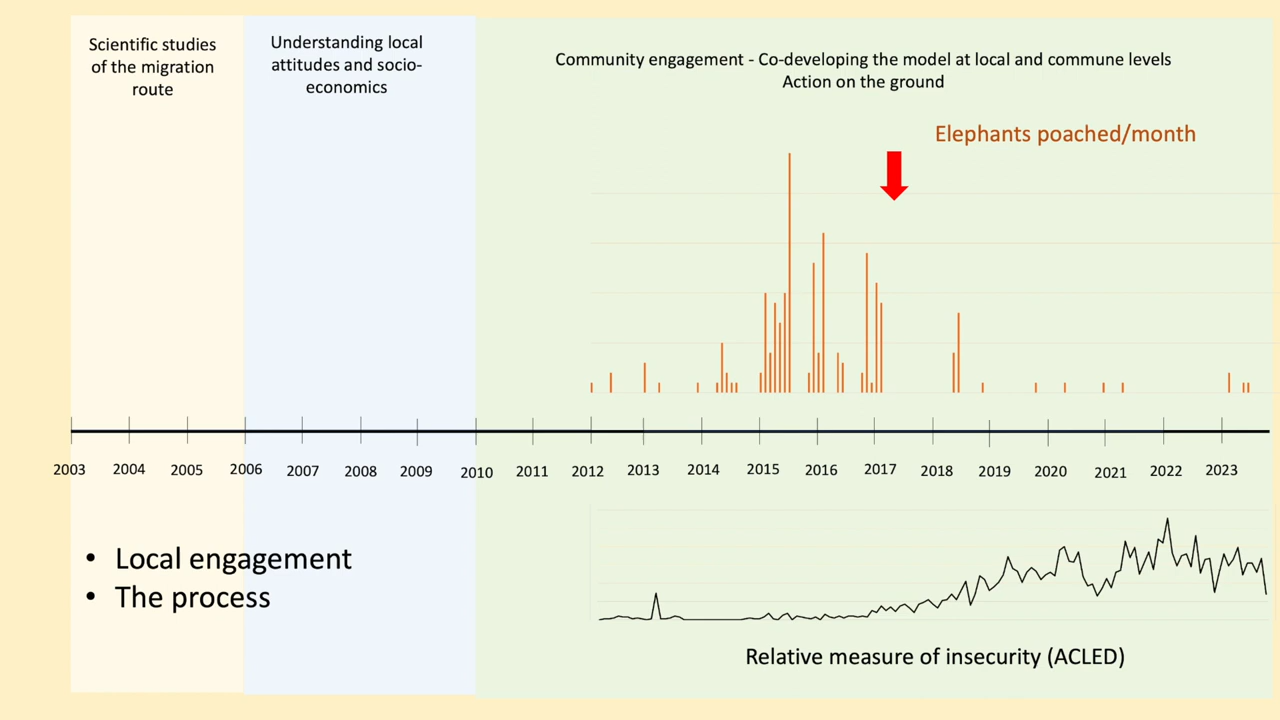 Scientific studies
of the migration
route
Understanding local
attitudes and socio-
economics
Community engagement - Co-developing the model at local and commune levels
Action on the ground
Elephants poached/month
2003 2004 2005 2006 2007 2008 2009 2010 2011 2012 2013 2014 2015 2016 2017 2018 2019 2020 2021 2022 2023
• Local engagement
• The process
Relative measure of insecurity (ACLED)